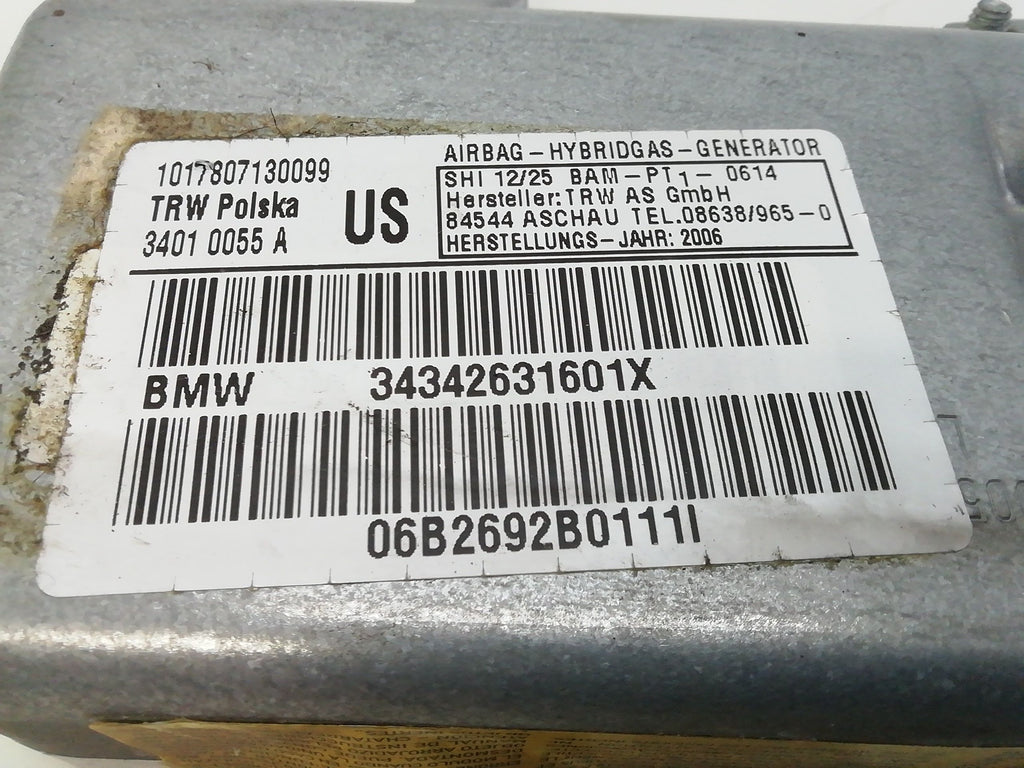 1017807130099
TRW Polska
3401 0055 A
US
AIRBAG-HYBRIDGAS-GENERATOR
SHI 12/25 BAM-PT1-0614
Hersteller:TRW AS GmbH
84544 ASCHAU TEL.08638/965-0
HERSTELLUNGS-JAHR: 2006
BMW 34342631601X
06B2692B0111I